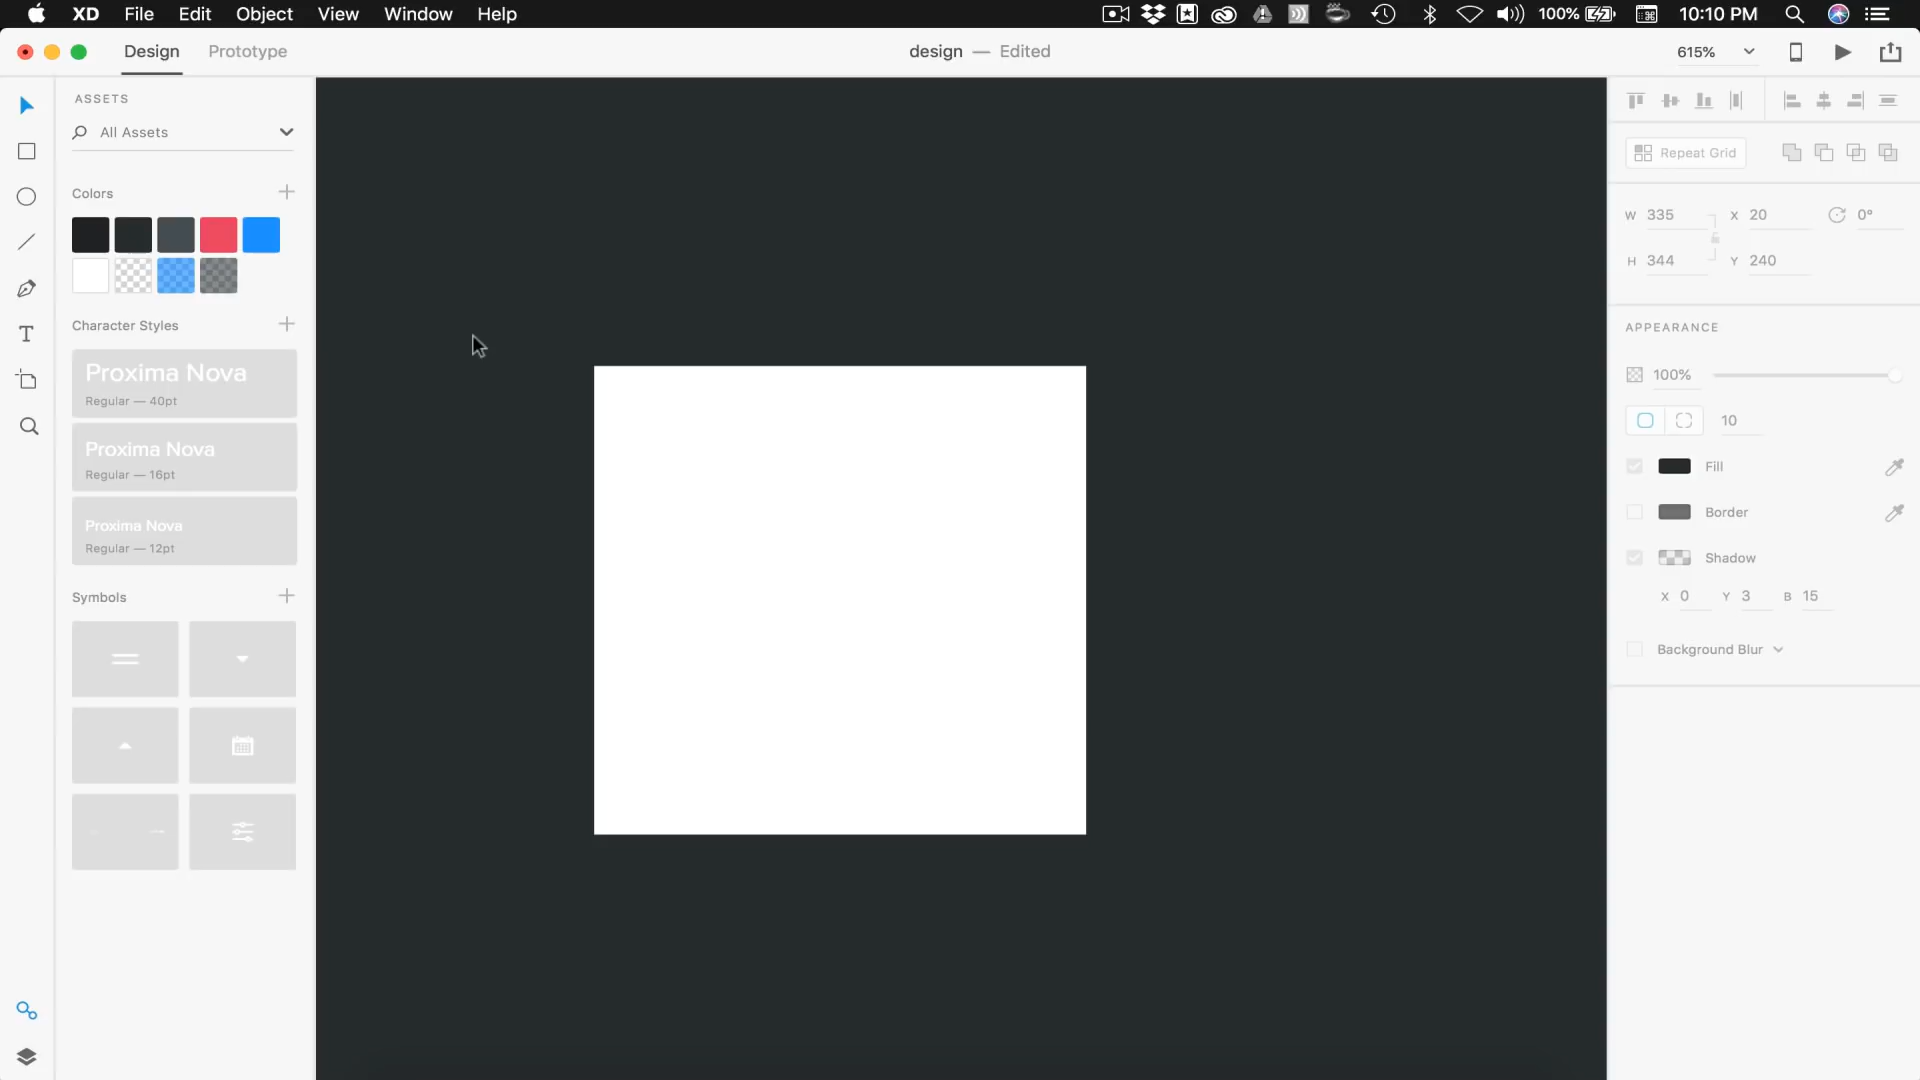 XD File Edit Object View Window Help 100% 10:10 PM
Design Prototype design — Edited 615%
ASSETS
All Assets
Colors
Character Styles
Proxima Nova
Regular — 40pt
Proxima Nova
Regular — 16pt
Proxima Nova
Regular — 12pt
Symbols
Repeat Grid
W 335 X 20 0°
H 344 Y 240
APPEARANCE
100%
10
Fill
Border
Shadow
X 0 Y 3 B 15
Background Blur